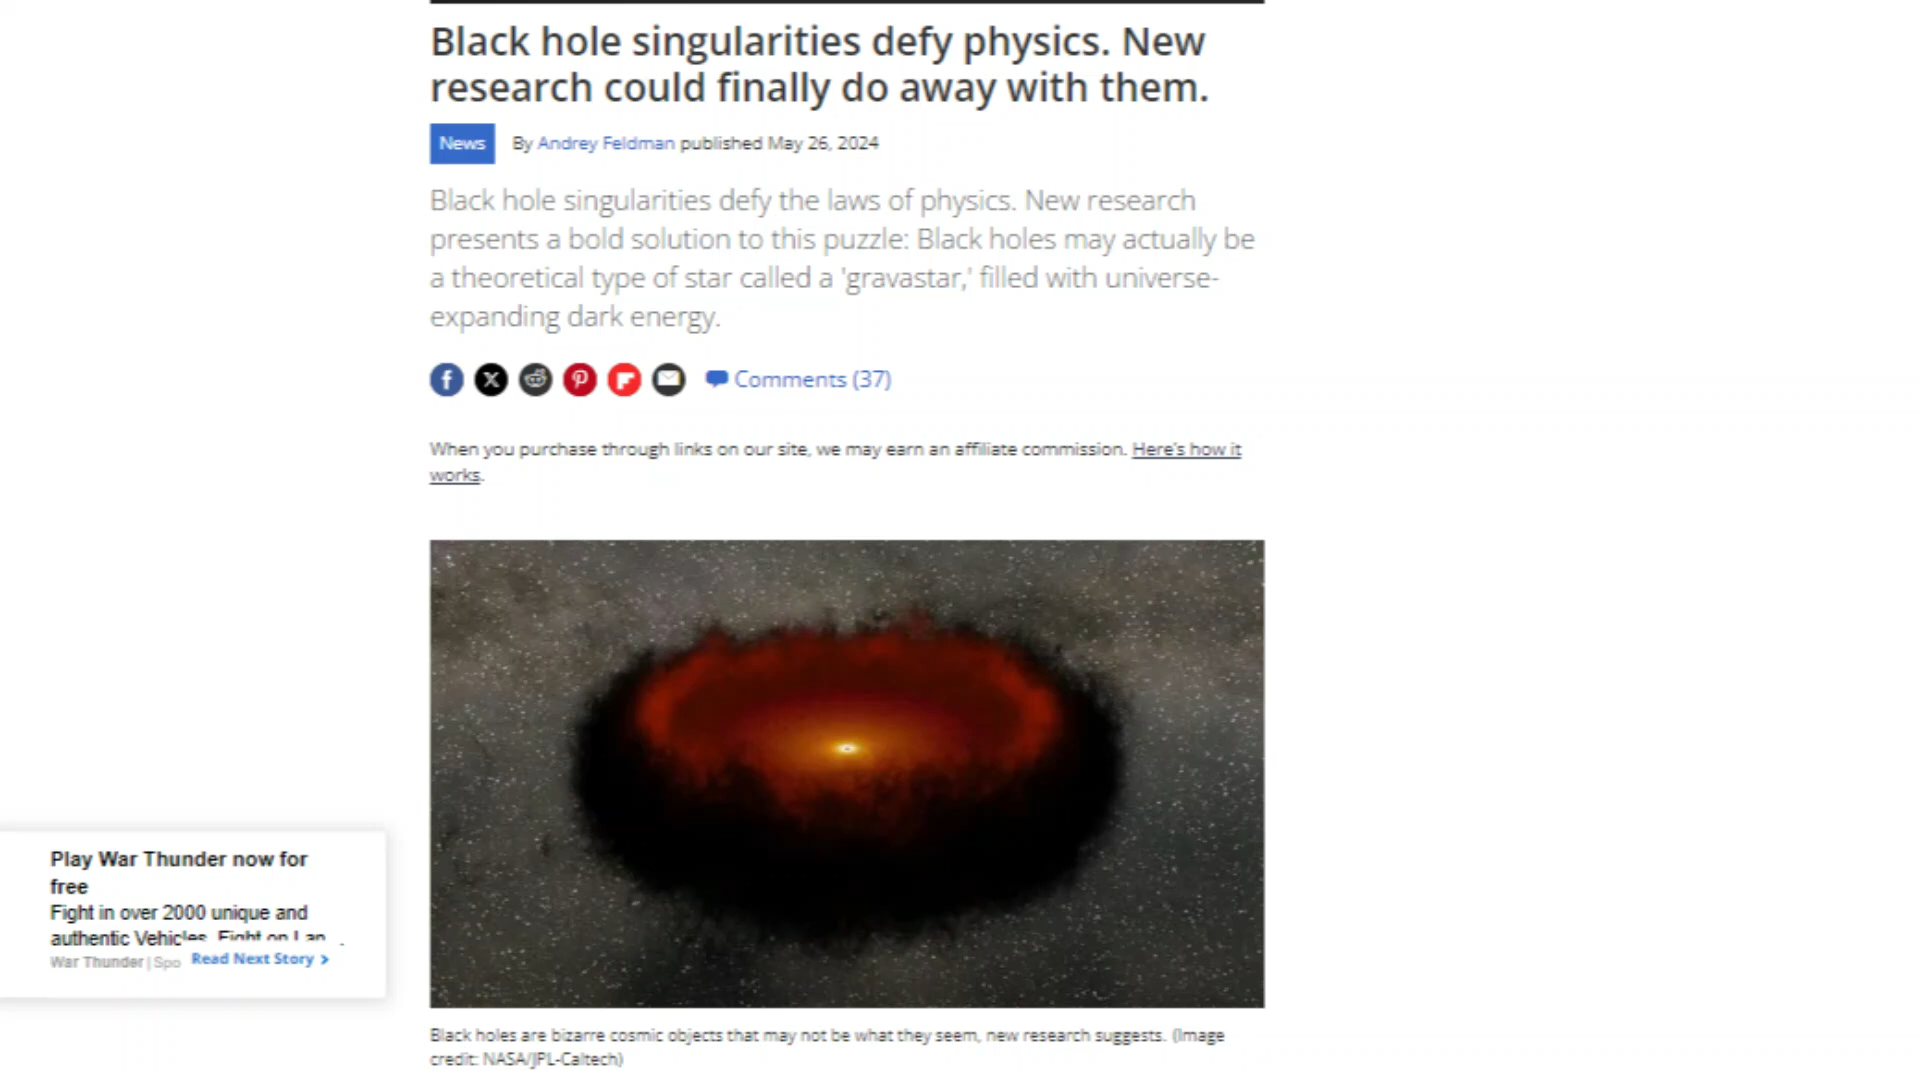 Black hole singularities defy physics. New
research could finally do away with them.
News
By Andrey Feldman published May 26, 2024
Black hole singularities defy the laws of physics. New research
presents a bold solution to this puzzle: Black holes may actually be
a theoretical type of star called a 'gravastar,' filled with universe-
expanding dark energy.
Comments (37)
When you purchase through links on our site, we may earn an affiliate commission. Here's how it
works.
Play War Thunder now for
free
Fight in over 2000 unique and
authentic Vehicles. Fight on
War Thunder | Spo
Read Next Story >
Black holes are bizarre cosmic objects that may not be what they seem, new research suggests. (Image
credit: NASA/JPL-Caltech)